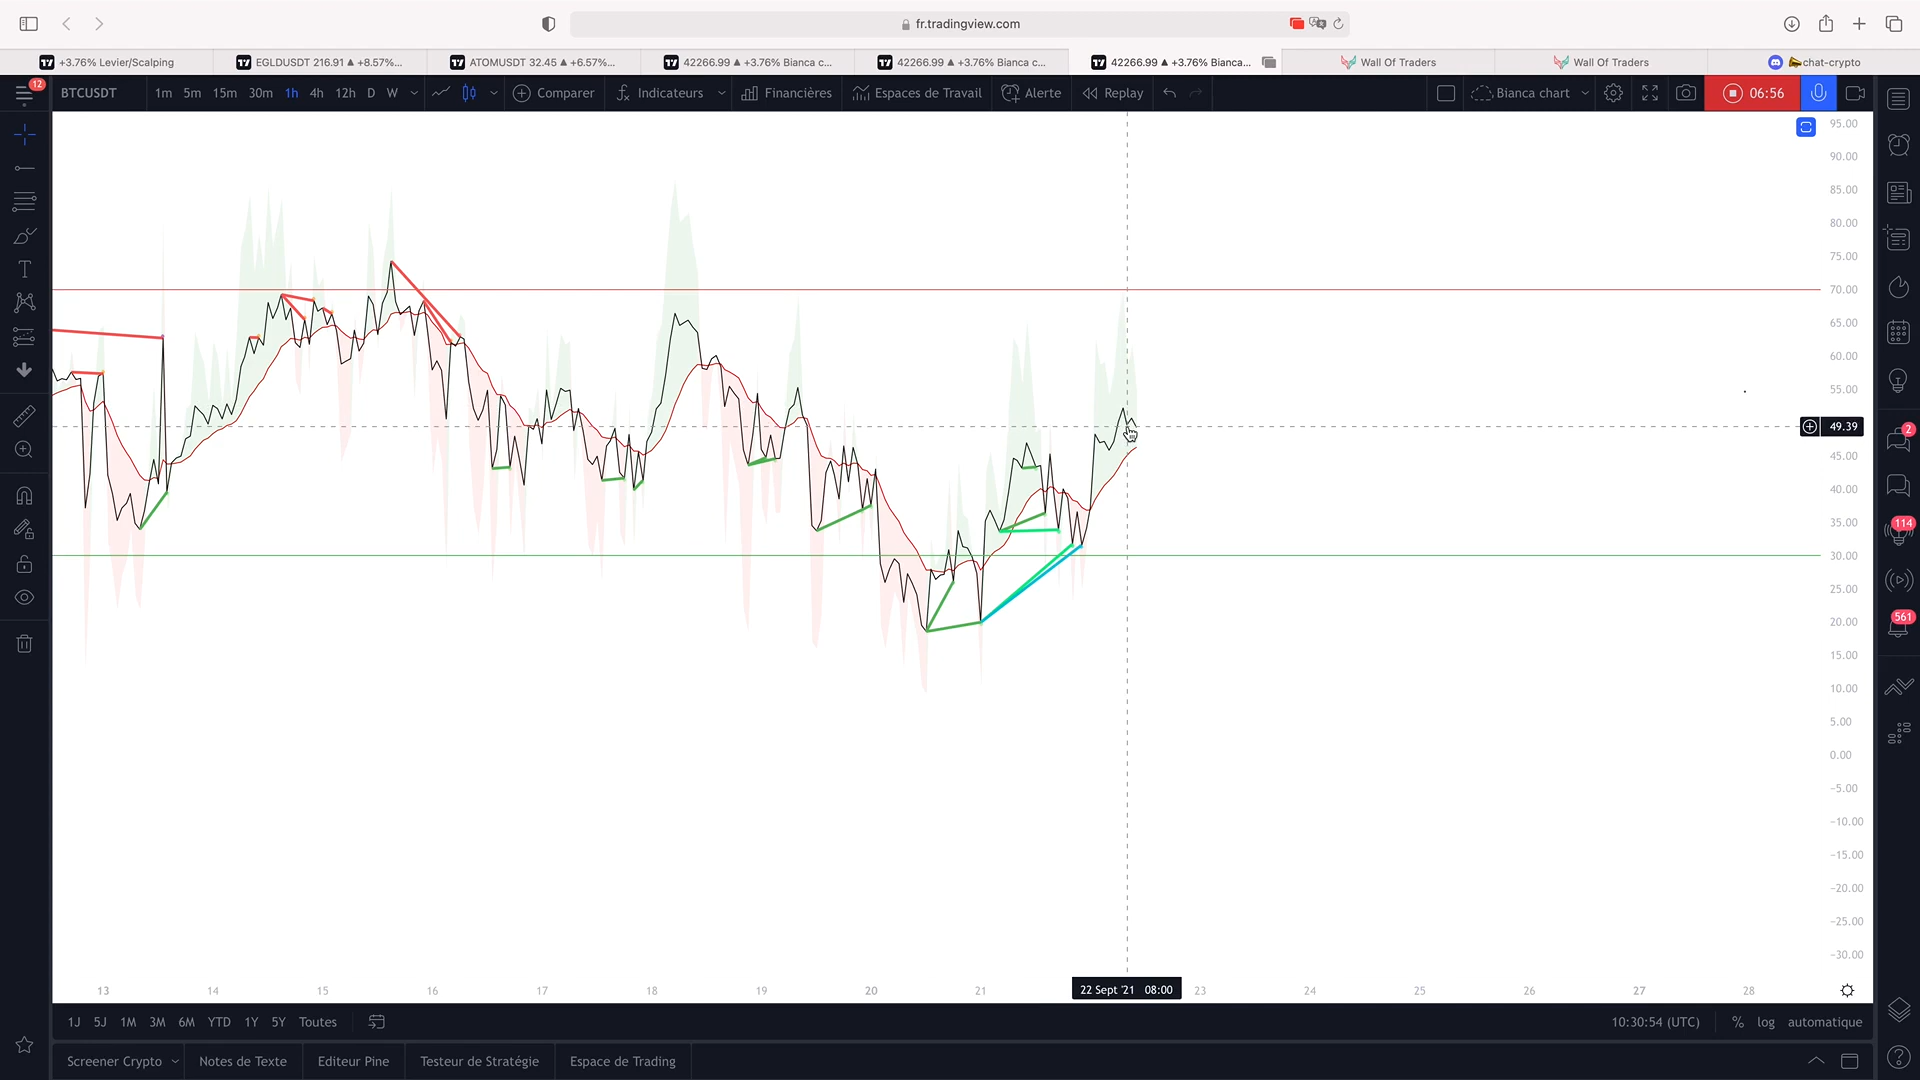 fr.tradingview.com
+3.76% Levier/Scalping
EGLDUSDT 216.91 ▲ +8.57%...
ATOMUSDT 32.45 ▲ +6.57%...
42266.99 ▲ +3.76% Bianca c...
42266.99 ▲ +3.76% Bianca c...
42266.99 ▲ +3.76% Bianca...
Wall Of Traders
Wall Of Traders
chat-crypto
12
BTCUSDT
1m 5m 15m 30m 1h 4h 12h D W
Comparer
Indicateurs
Financières
Espaces de Travail
Alerte
Replay
Bianca chart
06:56
95.00
90.00
85.00
80.00
75.00
70.00
65.00
60.00
55.00
49.39
45.00
40.00
35.00
30.00
25.00
20.00
15.00
10.00
5.00
0.00
−5.00
−10.00
−15.00
−20.00
−25.00
−30.00
2
114
561
13 14 15 16 17 18 19 20 21 22 Sept '21 08:00 23 24 25 26 27 28
1J 5J 1M 3M 6M YTD 1Y 5Y Toutes
10:30:54 (UTC)
% log automatique
Screener Crypto
Notes de Texte
Editeur Pine
Testeur de Stratégie
Espace de Trading